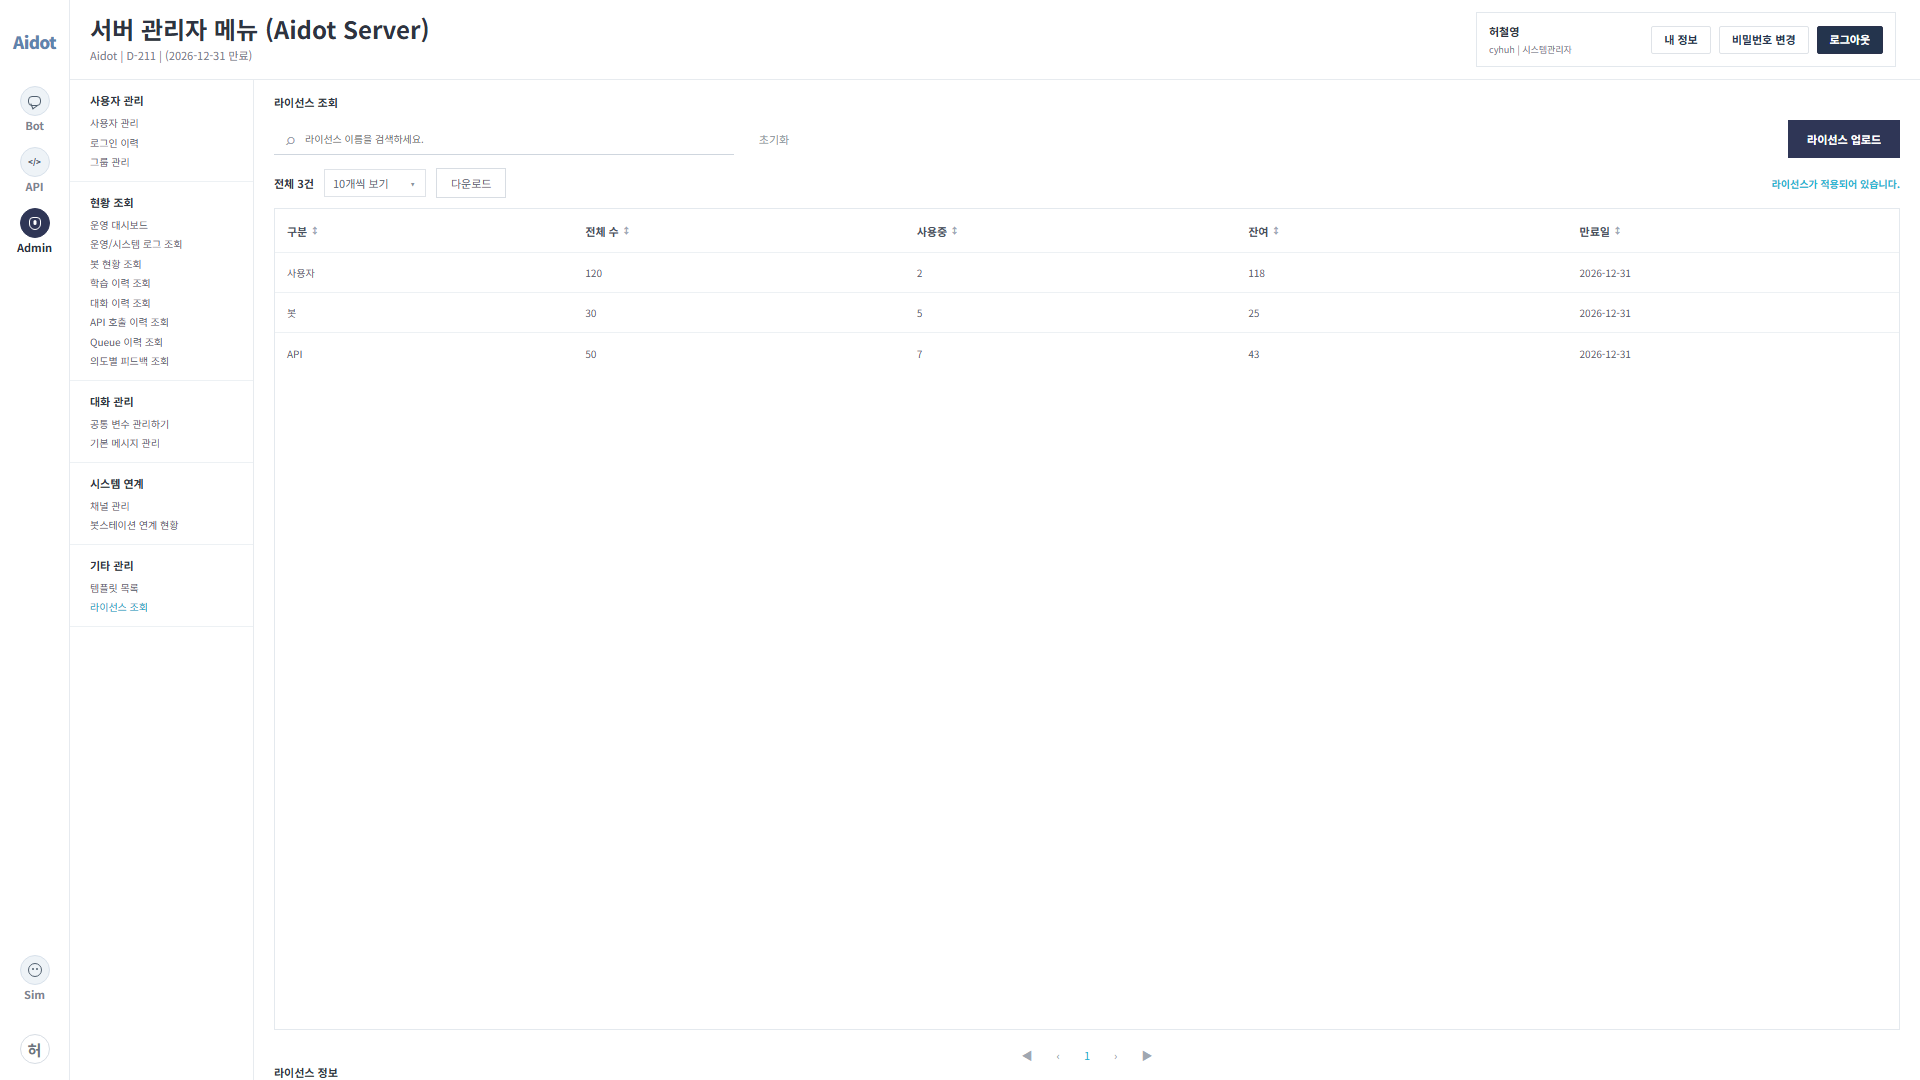 Aidot
Bot
</>
API
Admin
Sim
허
서버 관리자 메뉴 (Aidot Server)
Aidot | D-211 | (2026-12-31 만료)
허철영
cyhuh | 시스템관리자
내 정보
비밀번호 변경
로그아웃
사용자 관리
사용자 관리
로그인 이력
그룹 관리
현황 조회
운영 대시보드
운영/시스템 로그 조회
봇 현황 조회
학습 이력 조회
대화 이력 조회
API 호출 이력 조회
Queue 이력 조회
의도별 피드백 조회
대화 관리
공통 변수 관리하기
기본 메시지 관리
시스템 연계
채널 관리
봇스테이션 연계 현황
기타 관리
템플릿 목록
라이선스 조회
라이선스 조회
라이선스 이름을 검색하세요.
초기화
라이선스 업로드
전체 3건
10개씩 보기
다운로드
라이선스가 적용되어 있습니다.
구분 전체 수 사용중 잔여 만료일
사용자 120 2 118 2026-12-31
봇 30 5 25 2026-12-31
API 50 7 43 2026-12-31
◀ ‹ 1 › ▶
라이선스 정보